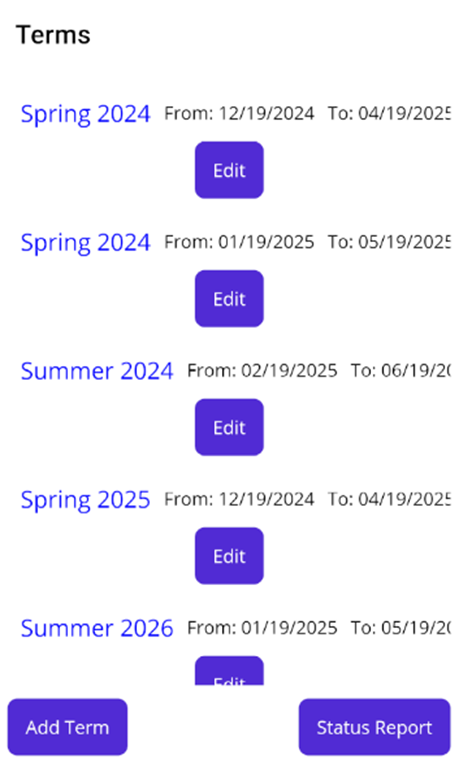 Terms
Spring 2024 From: 12/19/2024 To: 04/19/2025
Edit
Spring 2024 From: 01/19/2025 To: 05/19/2025
Edit
Summer 2024 From: 02/19/2025 To: 06/19/20
Edit
Spring 2025 From: 12/19/2024 To: 04/19/2025
Edit
Summer 2026 From: 01/19/2025 To: 05/19/20
Edit
Add Term Status Report